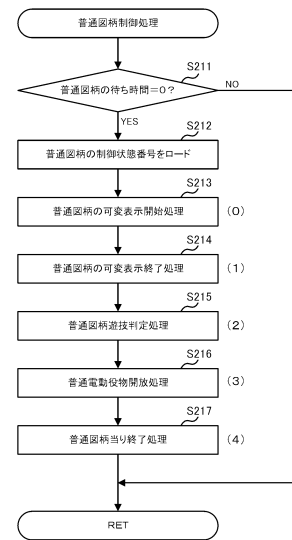 普通図柄制御処理
S211
普通図柄の待ち時間=0?
NO
YES
S212
普通図柄の制御状態番号をロード
S213
普通図柄の可変表示開始処理 (0)
S214
普通図柄の可変表示終了処理 (1)
S215
普通図柄遊技判定処理 (2)
S216
普通電動役物開放処理 (3)
S217
普通図柄当り終了処理 (4)
RET